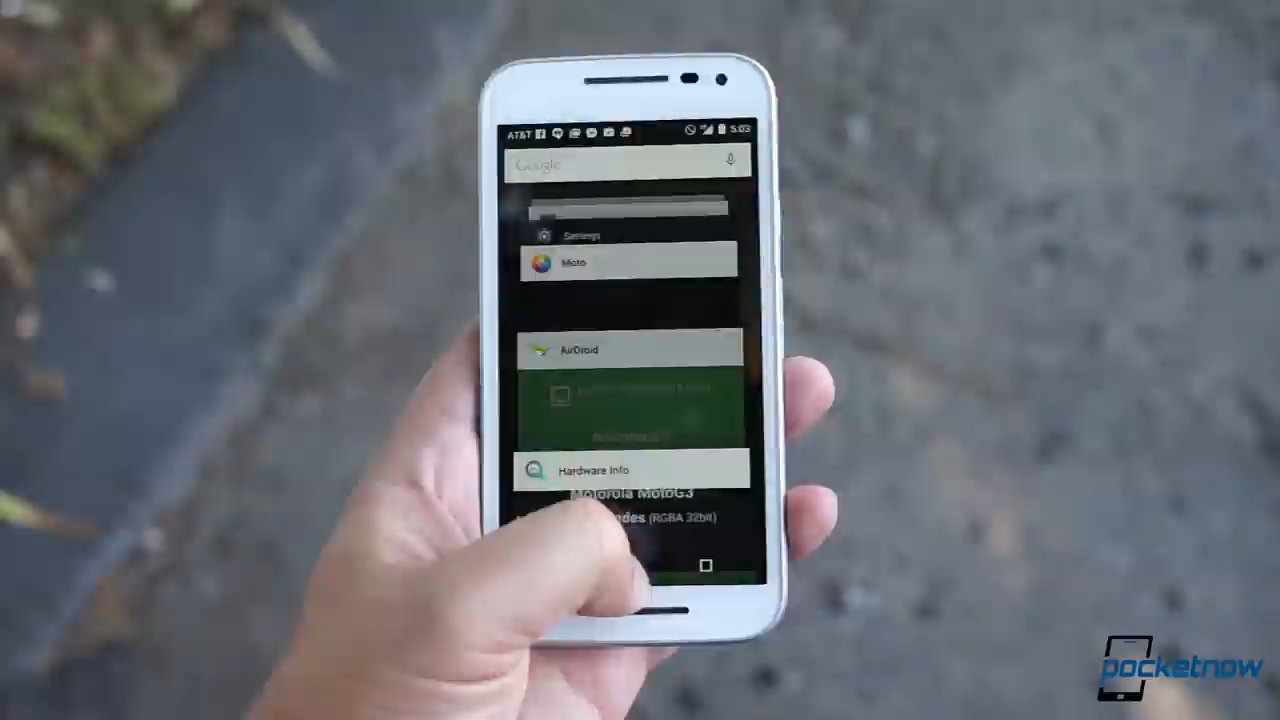 AT&T 5:03
Google
Settings
Moto
AirDroid
Hardware Info
Motorola MotoG3
(RGBA 32bit)
pocketnow